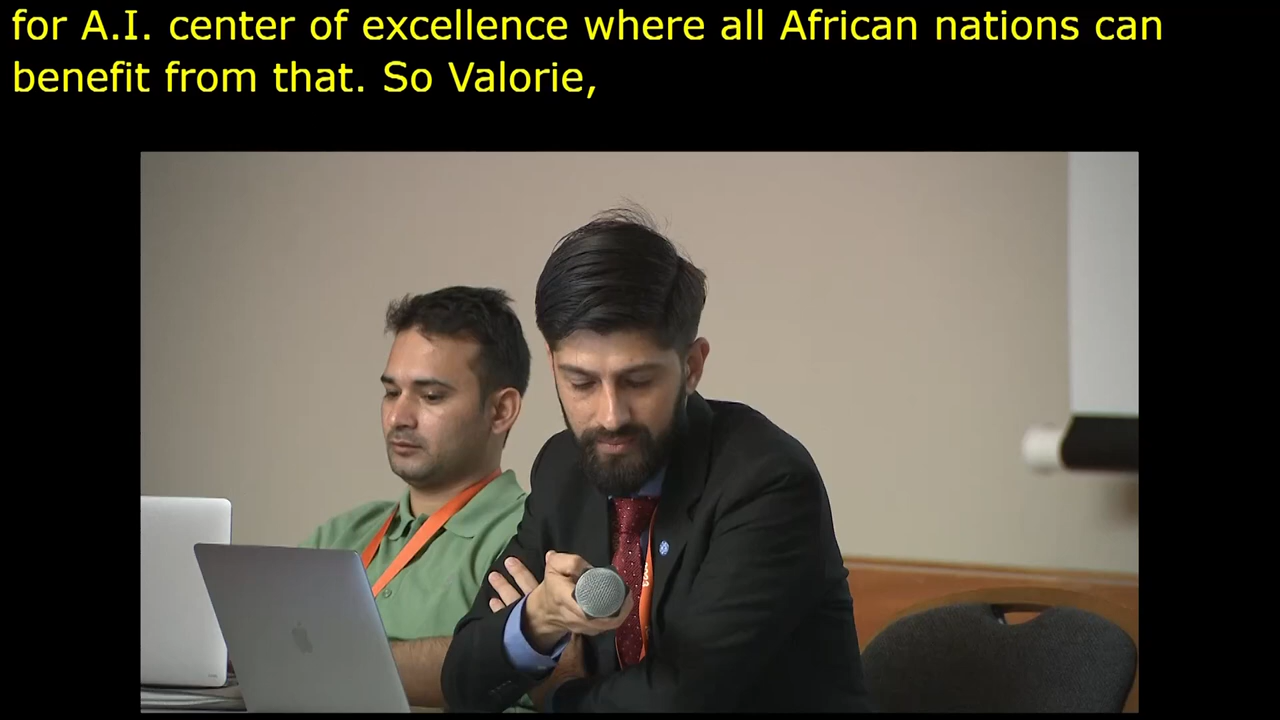 for A.I. center of excellence where all African nations can
benefit from that. So Valorie,